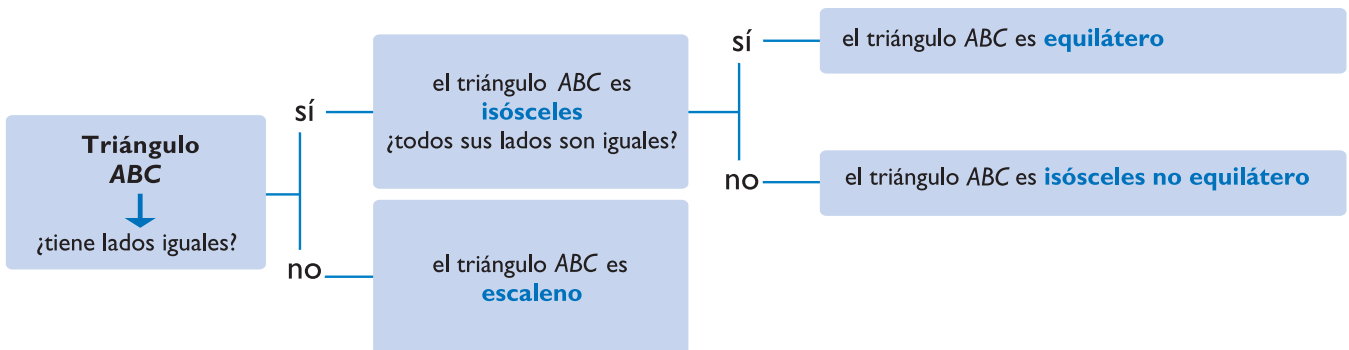 Triángulo
ABC
¿tiene lados iguales?
sí
no
el triángulo ABC es
isósceles
¿todos sus lados son iguales?
el triángulo ABC es
escaleno
sí
no
el triángulo ABC es equilátero
el triángulo ABC es isósceles no equilátero